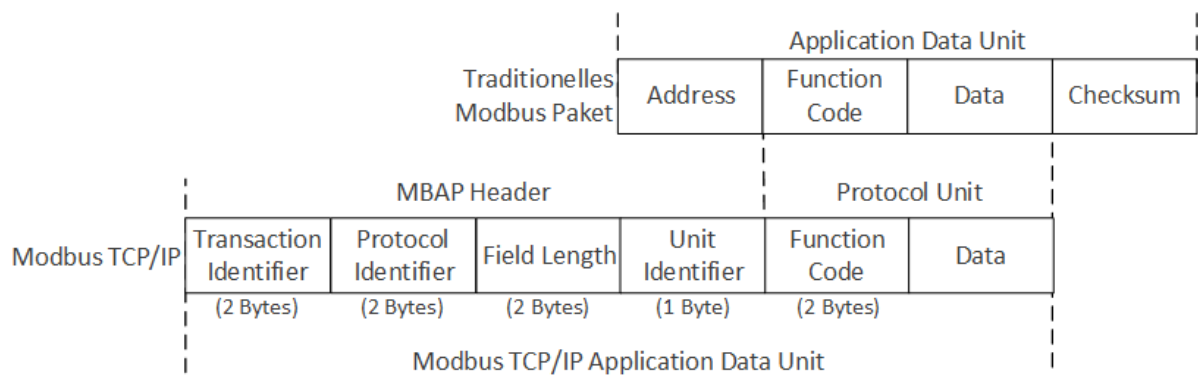 Application Data Unit
Traditionelles
Modbus Paket
Address
Function
Code
Data
Checksum
MBAP Header
Protocol Unit
Modbus TCP/IP
Transaction
Identifier
Protocol
Identifier
Field Length
Unit
Identifier
Function
Code
Data
(2 Bytes)
(2 Bytes)
(2 Bytes)
(1 Byte)
(2 Bytes)
Modbus TCP/IP Application Data Unit